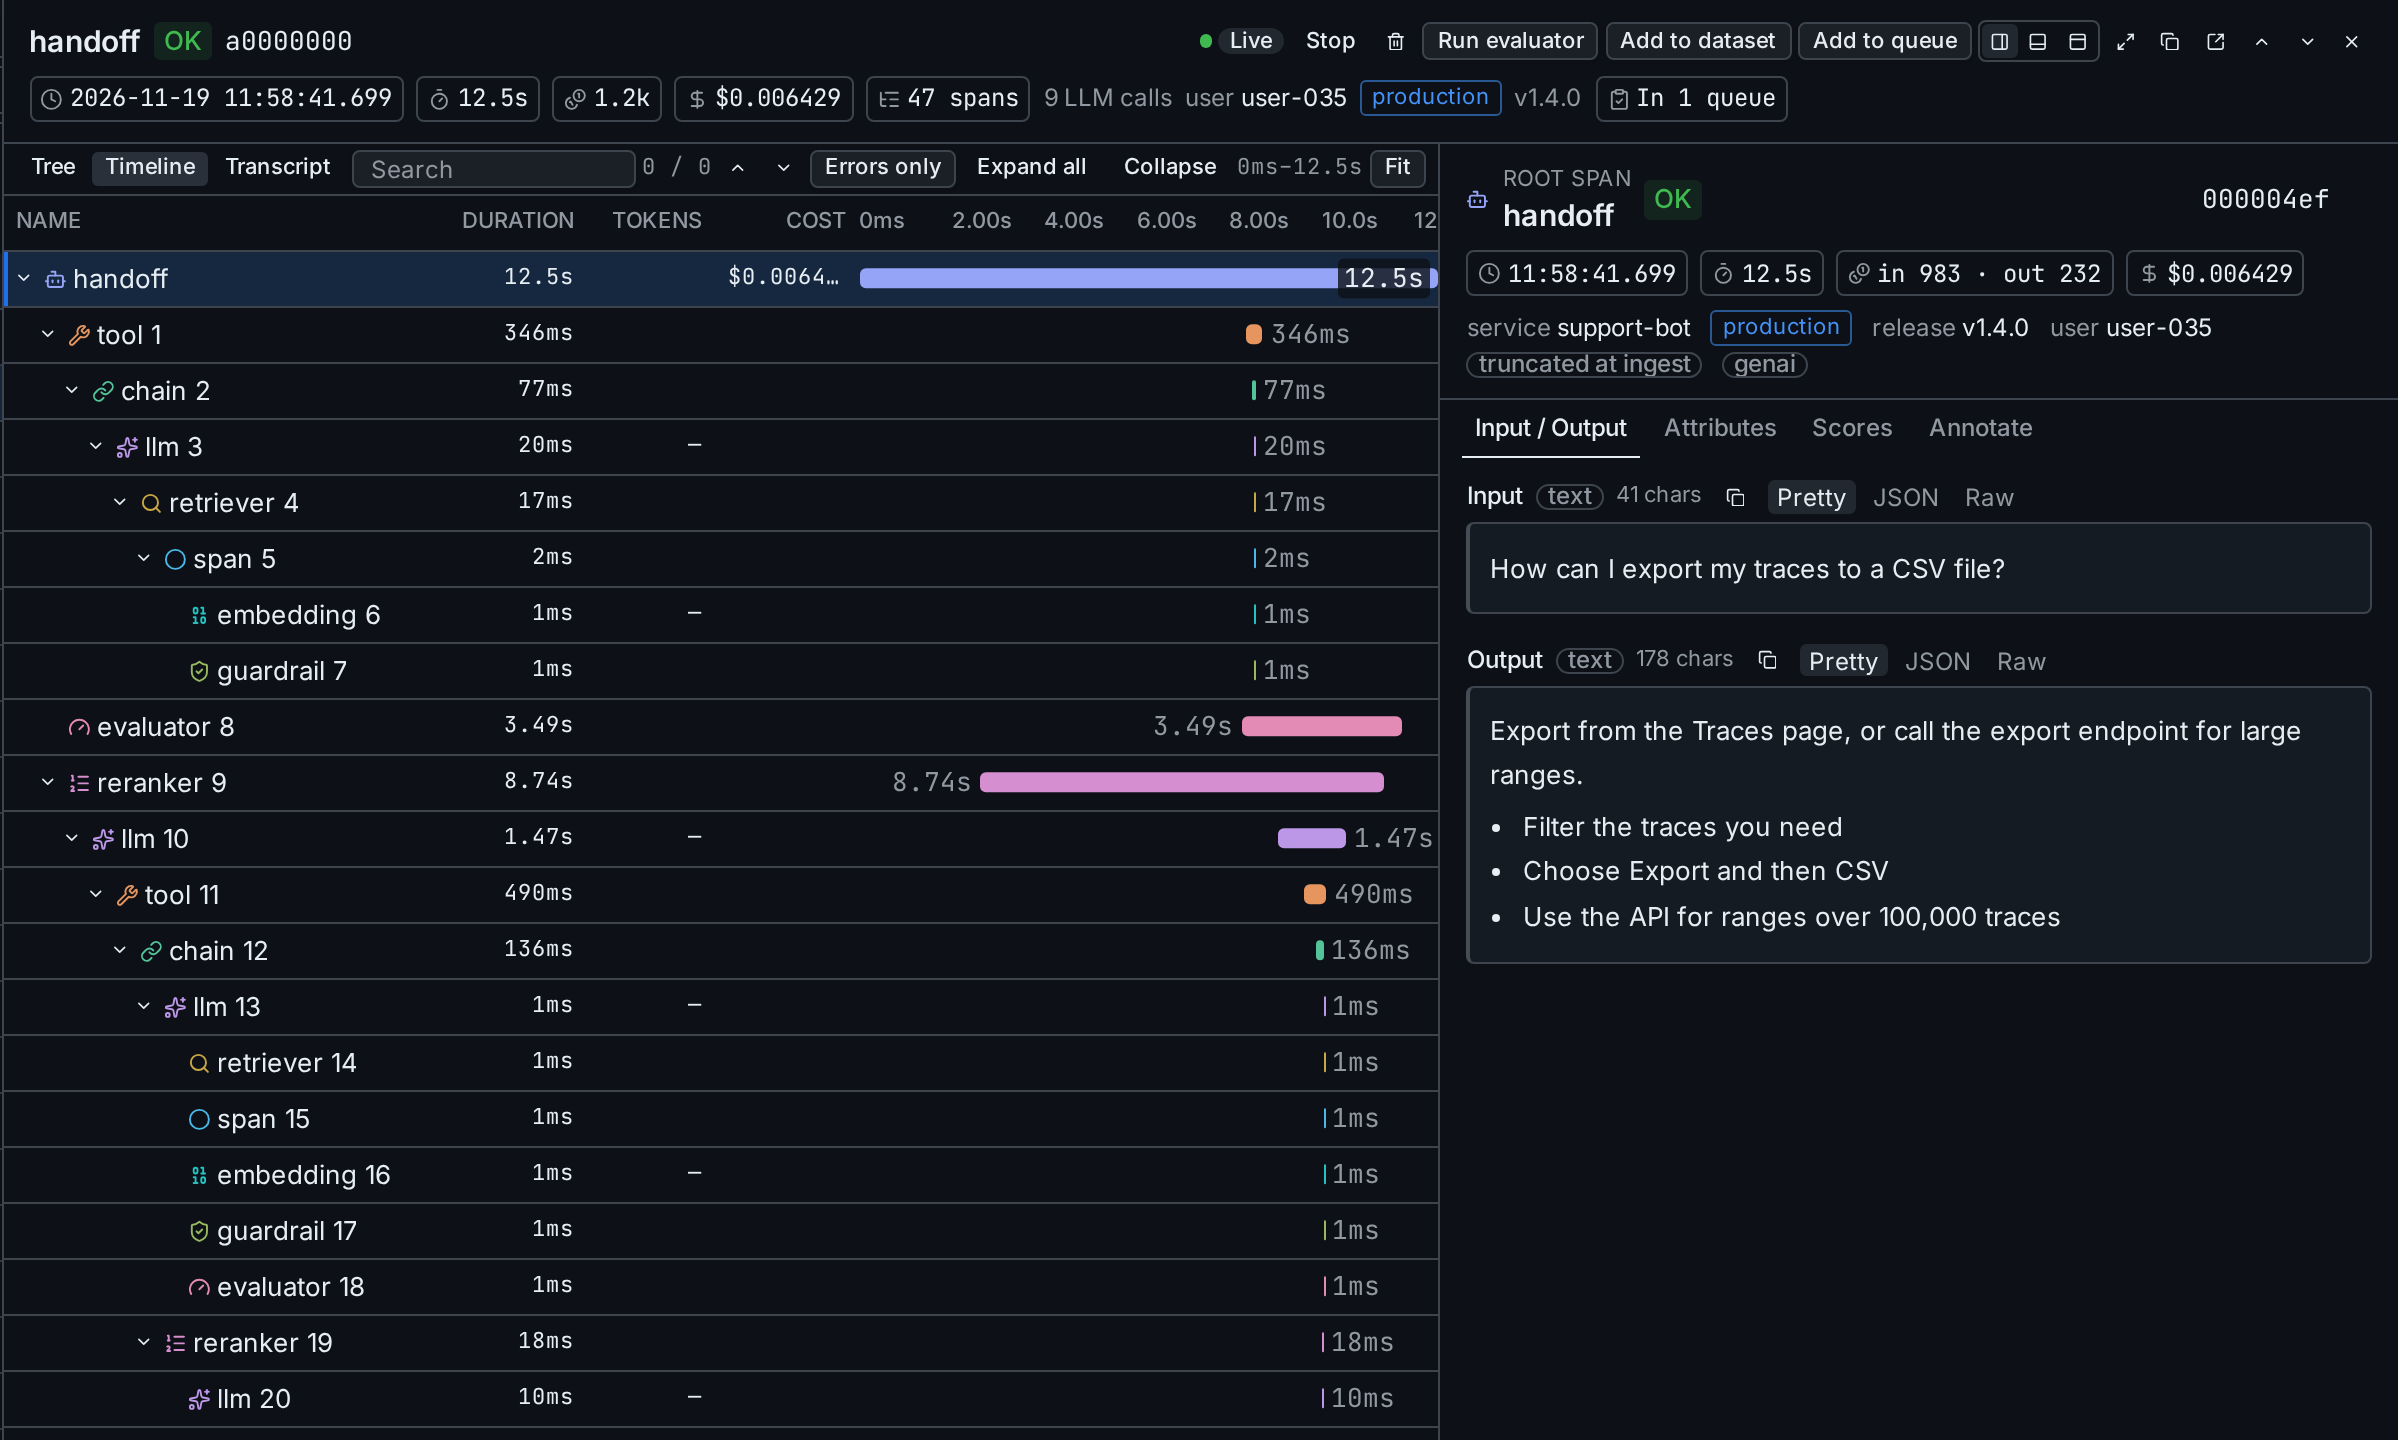 handoff OK a0000000 Live Stop Run evaluator Add to dataset Add to queue
2026-11-19 11:58:41.699 12.5s 1.2k $0.006429 47 spans 9 LLM calls user user-035 production v1.4.0 In 1 queue
Tree Timeline Transcript Search 0 / 0 Errors only Expand all Collapse 0ms–12.5s Fit
NAME DURATION TOKENS COST 0ms 2.00s 4.00s 6.00s 8.00s 10.0s 12
handoff 12.5s $0.0064… 12.5s
tool 1 346ms 346ms
chain 2 77ms 77ms
llm 3 20ms – 20ms
retriever 4 17ms 17ms
span 5 2ms 2ms
embedding 6 1ms – 1ms
guardrail 7 1ms 1ms
evaluator 8 3.49s 3.49s
reranker 9 8.74s 8.74s
llm 10 1.47s – 1.47s
tool 11 490ms 490ms
chain 12 136ms 136ms
llm 13 1ms – 1ms
retriever 14 1ms 1ms
span 15 1ms 1ms
embedding 16 1ms – 1ms
guardrail 17 1ms 1ms
evaluator 18 1ms 1ms
reranker 19 18ms 18ms
llm 20 10ms – 10ms
ROOT SPAN
handoff OK 000004ef
11:58:41.699 12.5s in 983 · out 232 $0.006429
service support-bot production release v1.4.0 user user-035
truncated at ingest genai
Input / Output Attributes Scores Annotate
Input text 41 chars Pretty JSON Raw
How can I export my traces to a CSV file?
Output text 178 chars Pretty JSON Raw
Export from the Traces page, or call the export endpoint for large
ranges.
• Filter the traces you need
• Choose Export and then CSV
• Use the API for ranges over 100,000 traces